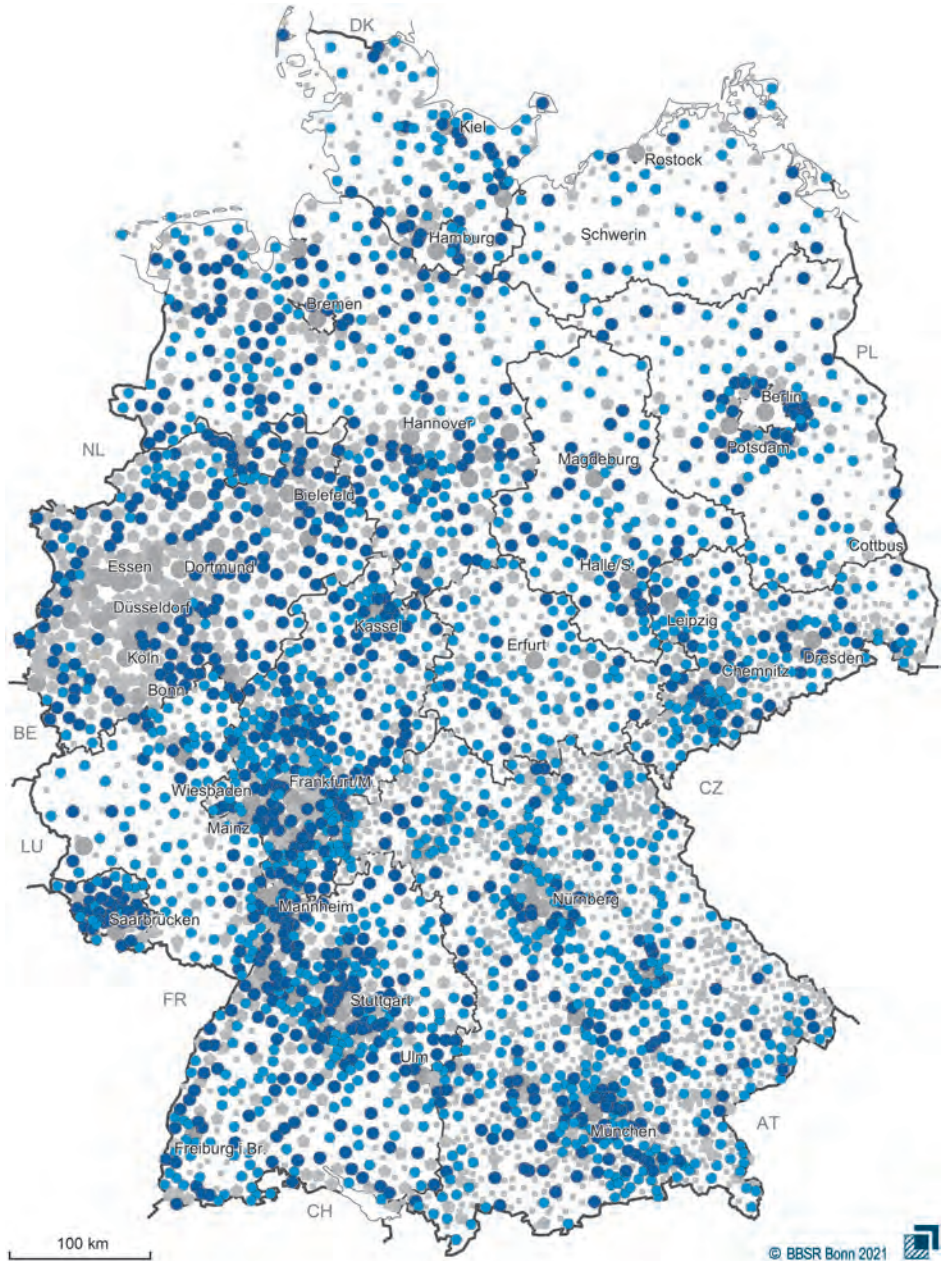 DK
Kiel
Rostock
Schwerin
Hamburg
Bremen
PL
Berlin
Hannover
NL
Potsdam
Magdeburg
Bielefeld
Cottbus
Essen
Dortmund
Halle/S.
Düsseldorf
Leipzig
Kassel
Erfurt
Köln
Dresden
Chemnitz
Bonn
BE
Frankfurt/M.
Wiesbaden
CZ
Mainz
LU
Nürnberg
Mannheim
Saarbrücken
FR
Stuttgart
Ulm
AT
München
Freiburg i.Br.
CH
100 km
© BBSR Bonn 2021